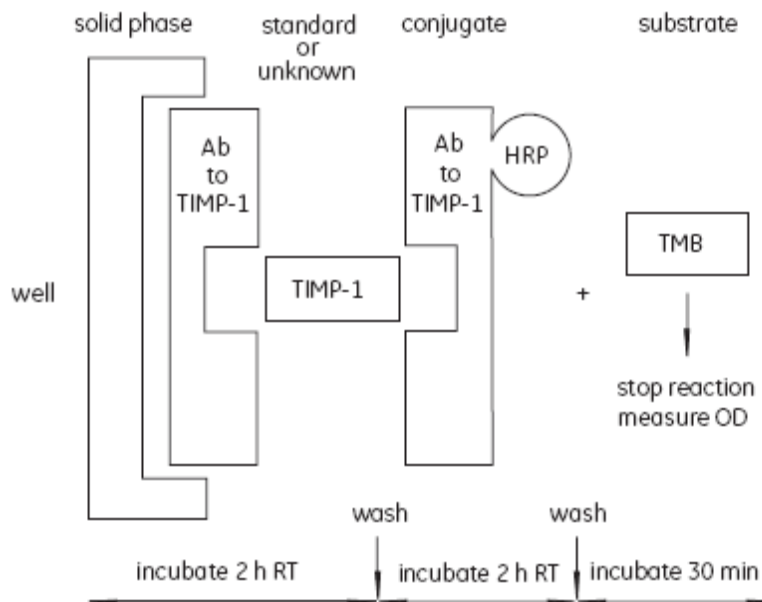 solid phase
standard
or
unknown
conjugate
substrate
well
Ab
to
TIMP-1
TIMP-1
Ab
to
TIMP-1
HRP
+
TMB
stop reaction
measure OD
wash
wash
incubate 2 h RT
incubate 2 h RT
incubate 30 min